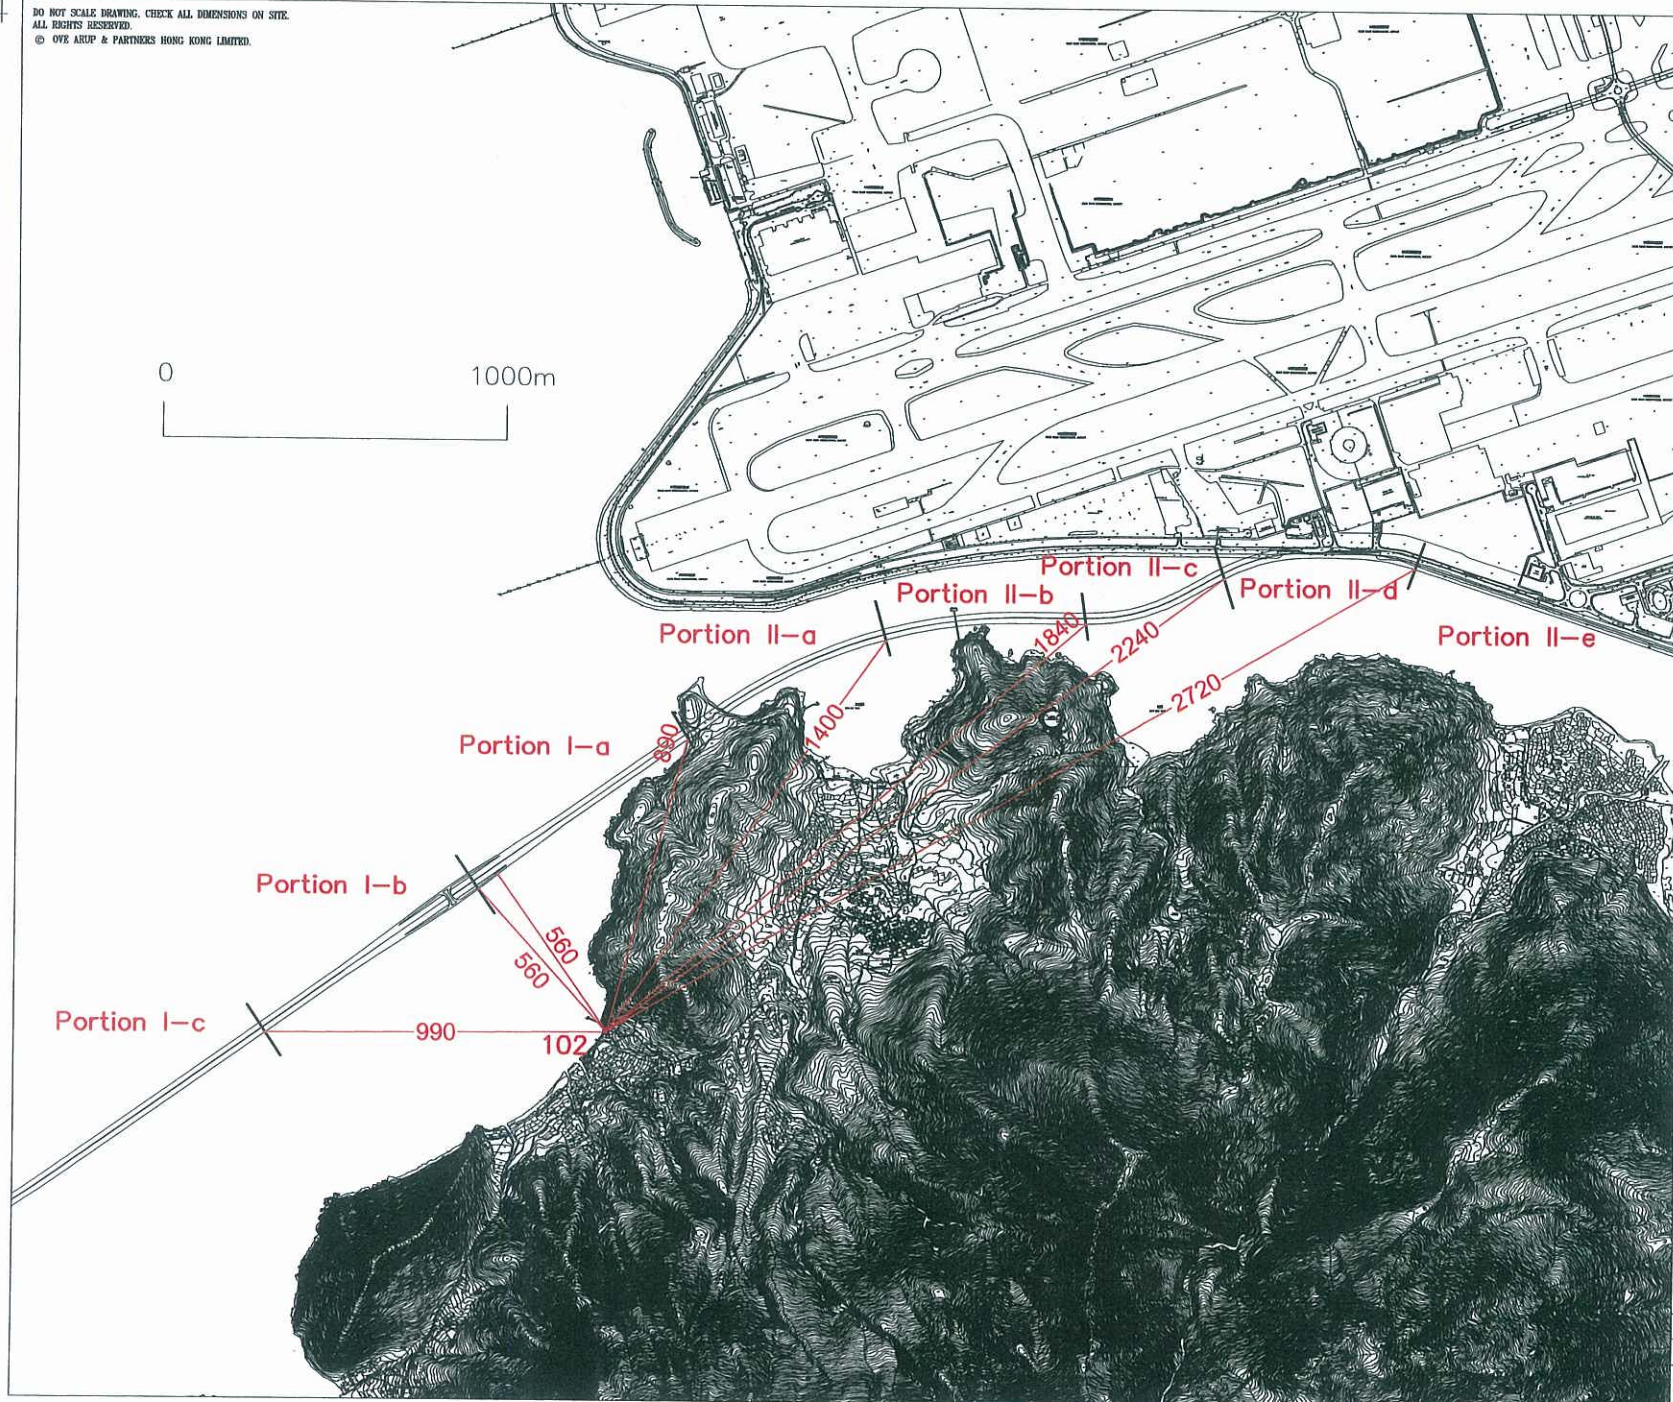 DO NOT SCALE DRAWING. CHECK ALL DIMENSIONS ON SITE.
ALL RIGHTS RESERVED.
© OVE ARUP & PARTNERS HONG KONG LIMITED.
0
1000m
Portion II-c
Portion II-b
Portion II-d
Portion II-a
1840
2240
Portion II-e
2720
1400
890
Portion I-a
Portion I-b
560
560
Portion I-c
990
102